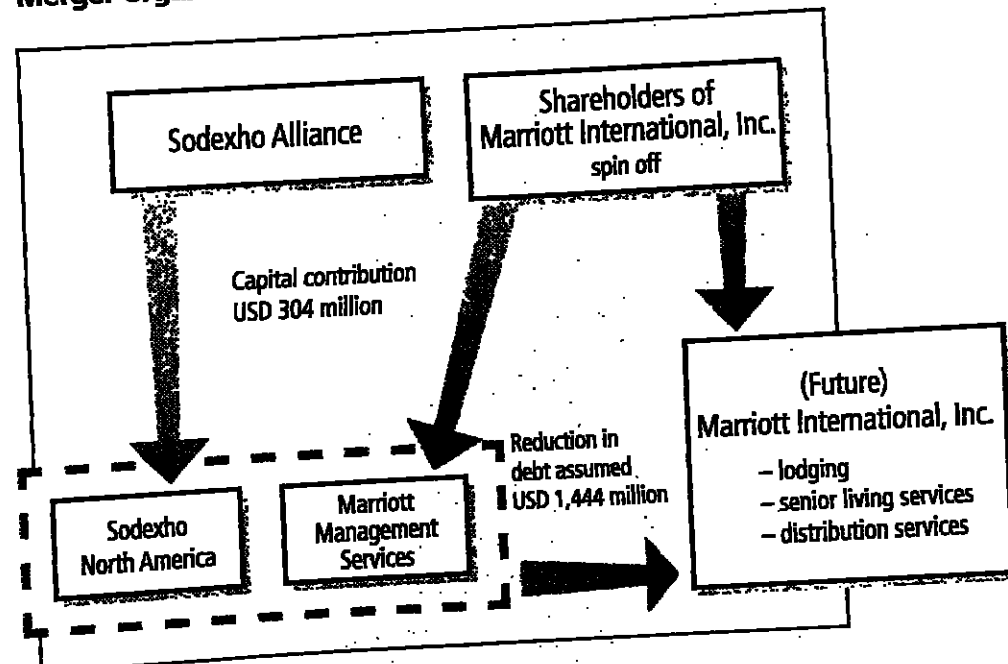 Sodexho Alliance
Shareholders of
Marriott International, Inc.
spin off
Capital contribution
USD 304 million
(Future)
Marriott International, Inc.
– lodging
– senior living services
– distribution services
Reduction in
debt assumed
USD 1,444 million
Sodexho
North America
Marriott
Management
Services